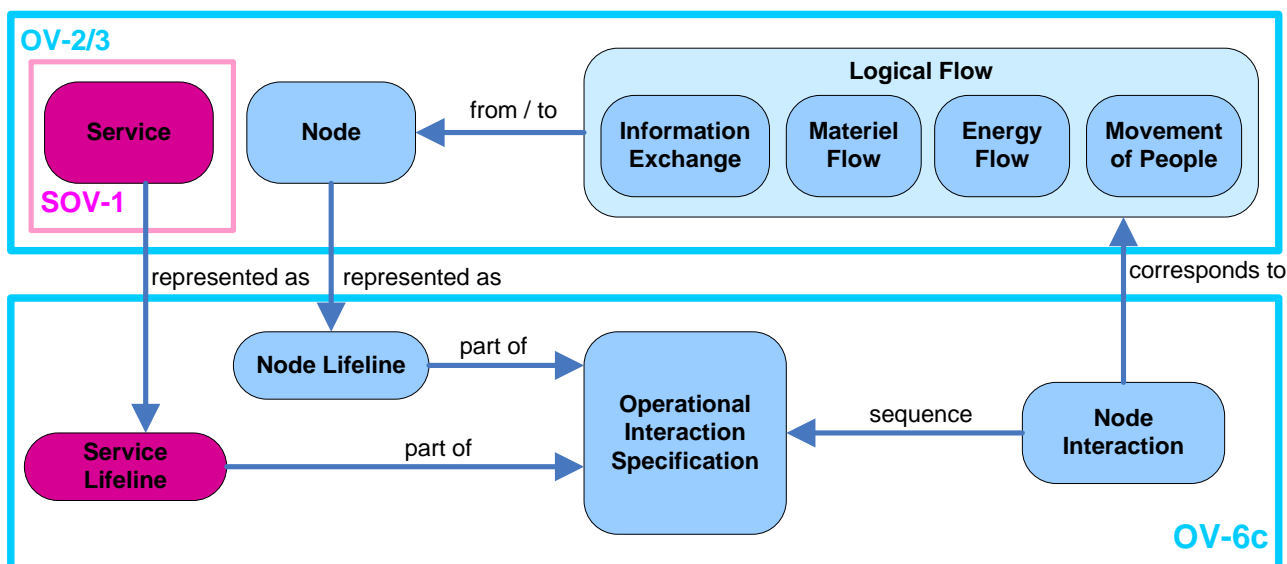 OV-2/3
Logical Flow
Service
Node
from / to
Information
Exchange
Materiel
Flow
Energy
Flow
Movement
of People
SOV-1
represented as
represented as
corresponds to
Node Lifeline
part of
Operational
Interaction
Specification
sequence
Node
Interaction
Service
Lifeline
part of
OV-6c